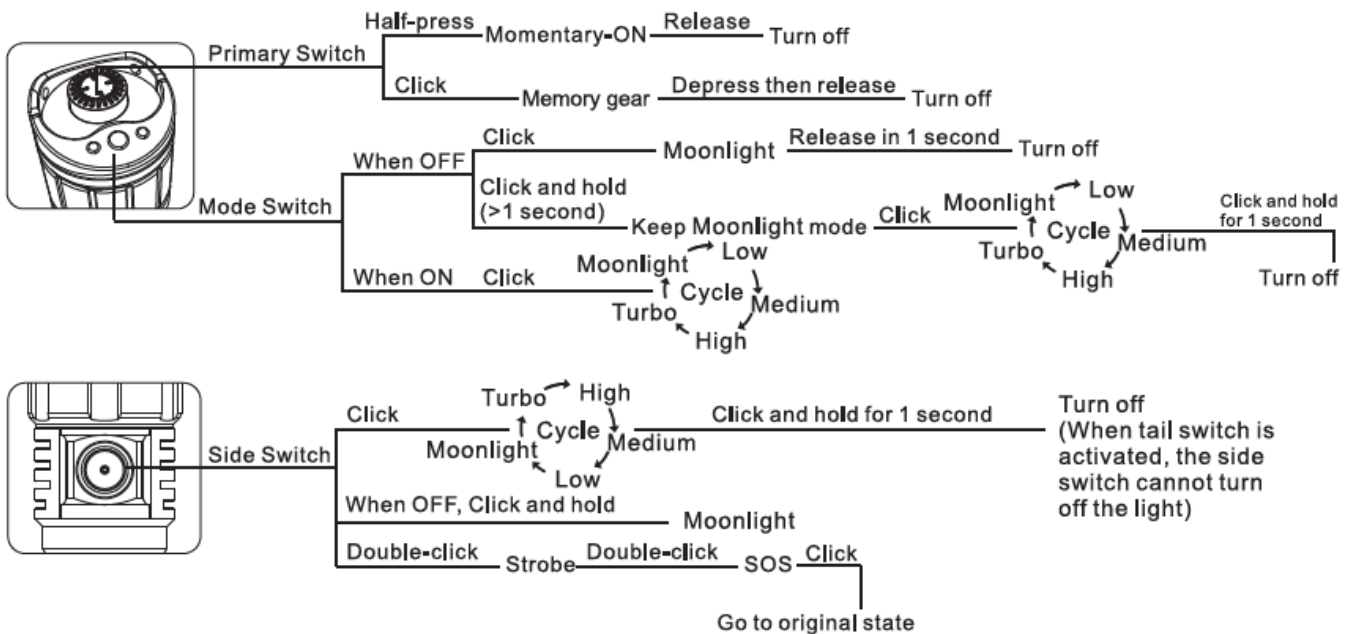 Primary Switch
Half-press
Momentary-ON
Release
Turn off
Click
Memory gear
Depress then release
Turn off
Mode Switch
When OFF
Click
Moonlight
Release in 1 second
Turn off
Click and hold
(>1 second)
Keep Moonlight mode
Click
Moonlight
Low
Medium
High
Turbo
Cycle
Click and hold
for 1 second
Turn off
When ON
Click
Moonlight
Low
Medium
High
Turbo
Cycle
Side Switch
Click
Turbo
High
Medium
Low
Moonlight
Cycle
Click and hold for 1 second
Turn off
(When tail switch is
activated, the side
switch cannot turn
off the light)
When OFF, Click and hold
Moonlight
Double-click
Strobe
Double-click
SOS
Click
Go to original state